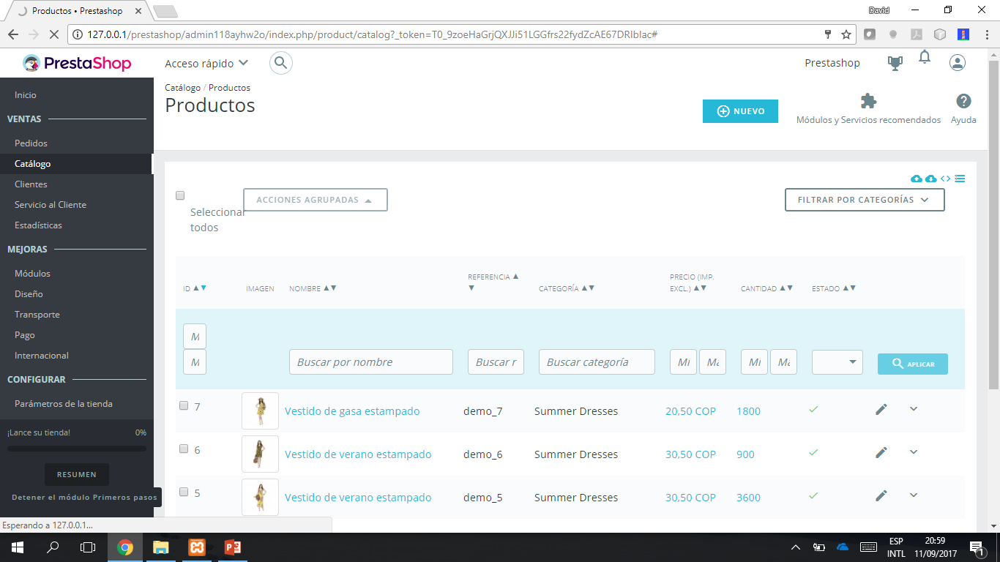 Productos • Prestashop
David
127.0.0.1/prestashop/admin118ayhw2o/index.php/product/catalog?_token=T0_9zoeHaGrjQXJJi51LGGfrs22fydZcAE67DRIbIac#
PrestaShop
Acceso rápido
Prestashop
Catálogo / Productos
Productos
NUEVO
Módulos y Servicios recomendados
Ayuda
Inicio
VENTAS
Pedidos
Catálogo
Clientes
Servicio al Cliente
Estadísticas
MEJORAS
Módulos
Diseño
Transporte
Pago
Internacional
CONFIGURAR
Parámetros de la tienda
¡Lance su tienda! 0%
RESUMEN
Detener el módulo Primeros pasos
Seleccionar
todos
ACCIONES AGRUPADAS
FILTRAR POR CATEGORÍAS
ID IMAGEN NOMBRE REFERENCIA CATEGORÍA PRECIO (IMP. EXCL.) CANTIDAD ESTADO
M
M
Buscar por nombre Buscar r Buscar categoría Mi Ma Mi Ma APLICAR
7 Vestido de gasa estampado demo_7 Summer Dresses 20,50 COP 1800
6 Vestido de verano estampado demo_6 Summer Dresses 30,50 COP 900
5 Vestido de verano estampado demo_5 Summer Dresses 30,50 COP 3600
Esperando a 127.0.0.1...
ESP
INTL
20:59
11/09/2017
1